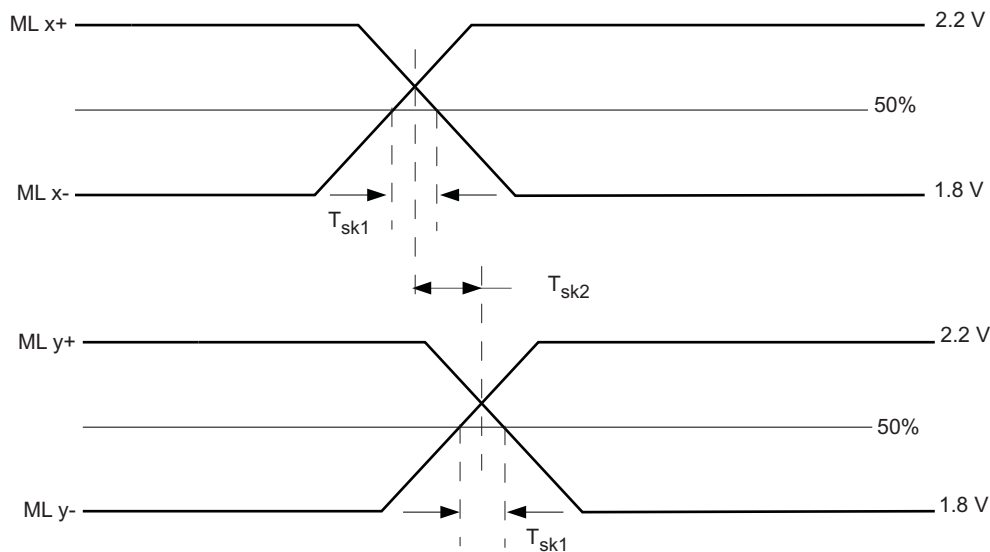 ML x+
2.2 V
50%
ML x-
1.8 V
Tsk1
Tsk2
ML y+
2.2 V
50%
ML y-
1.8 V
Tsk1